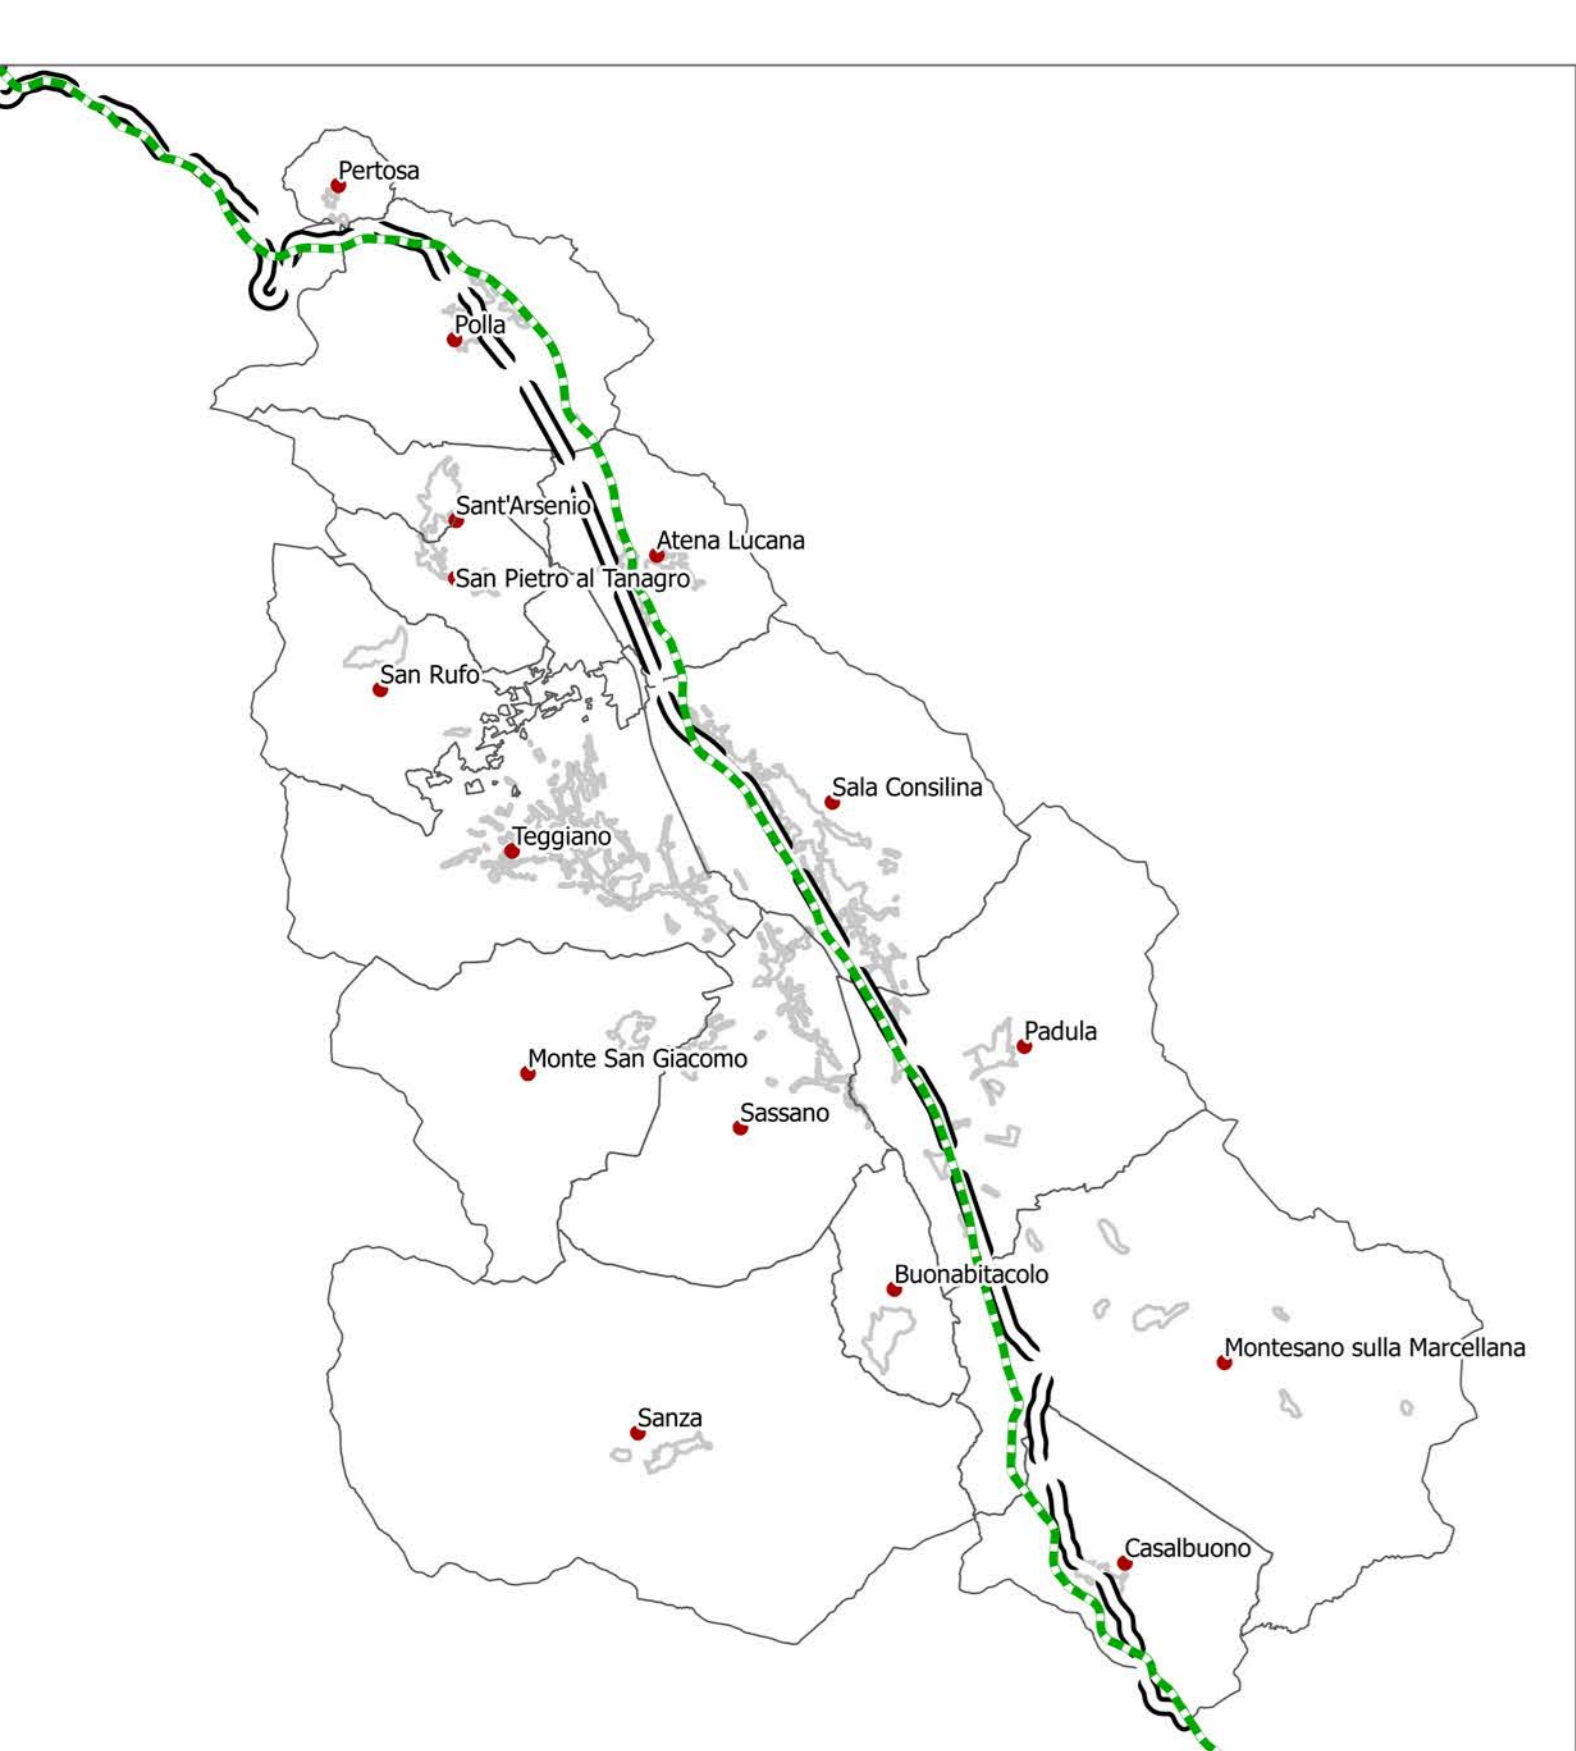 Pertosa
Polla
Sant'Arsenio
Atena Lucana
San Pietro al Tanagro
San Rufo
Sala Consilina
Teggiano
Padula
Monte San Giacomo
Sassano
Buonabitacolo
Montesano sulla Marcellana
Sanza
Casalbuono